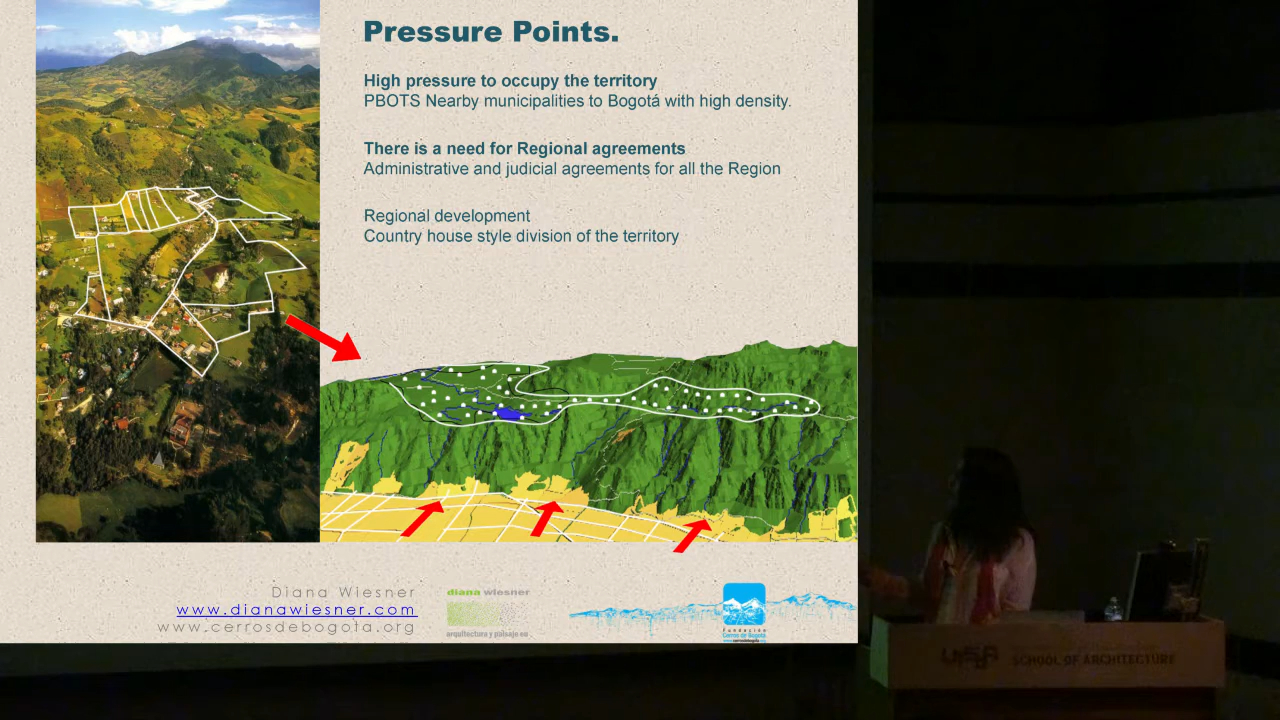 Pressure Points.
High pressure to occupy the territory
PBOTS Nearby municipalities to Bogotá with high density.
There is a need for Regional agreements
Administrative and judicial agreements for all the Region
Regional development
Country house style division of the territory
Diana Wiesner
www.dianawiesner.com
www.cerrosdebogota.org
diana wiesner
arquitectura y paisaje eu
Fundación
Cerros de Bogotá
SCHOOL OF ARCHITECTURE